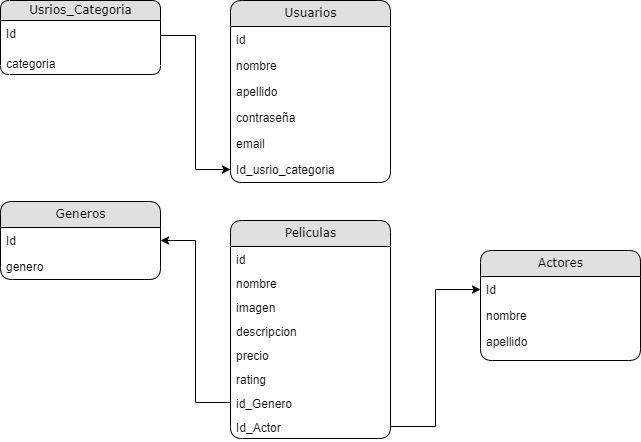 Usrios_Categoria
Id
categoria
Usuarios
id
nombre
apellido
contraseña
email
Id_usrio_categoria
Generos
Id
genero
Peliculas
id
nombre
imagen
descripcion
precio
rating
id_Genero
Id_Actor
Actores
Id
nombre
apellido